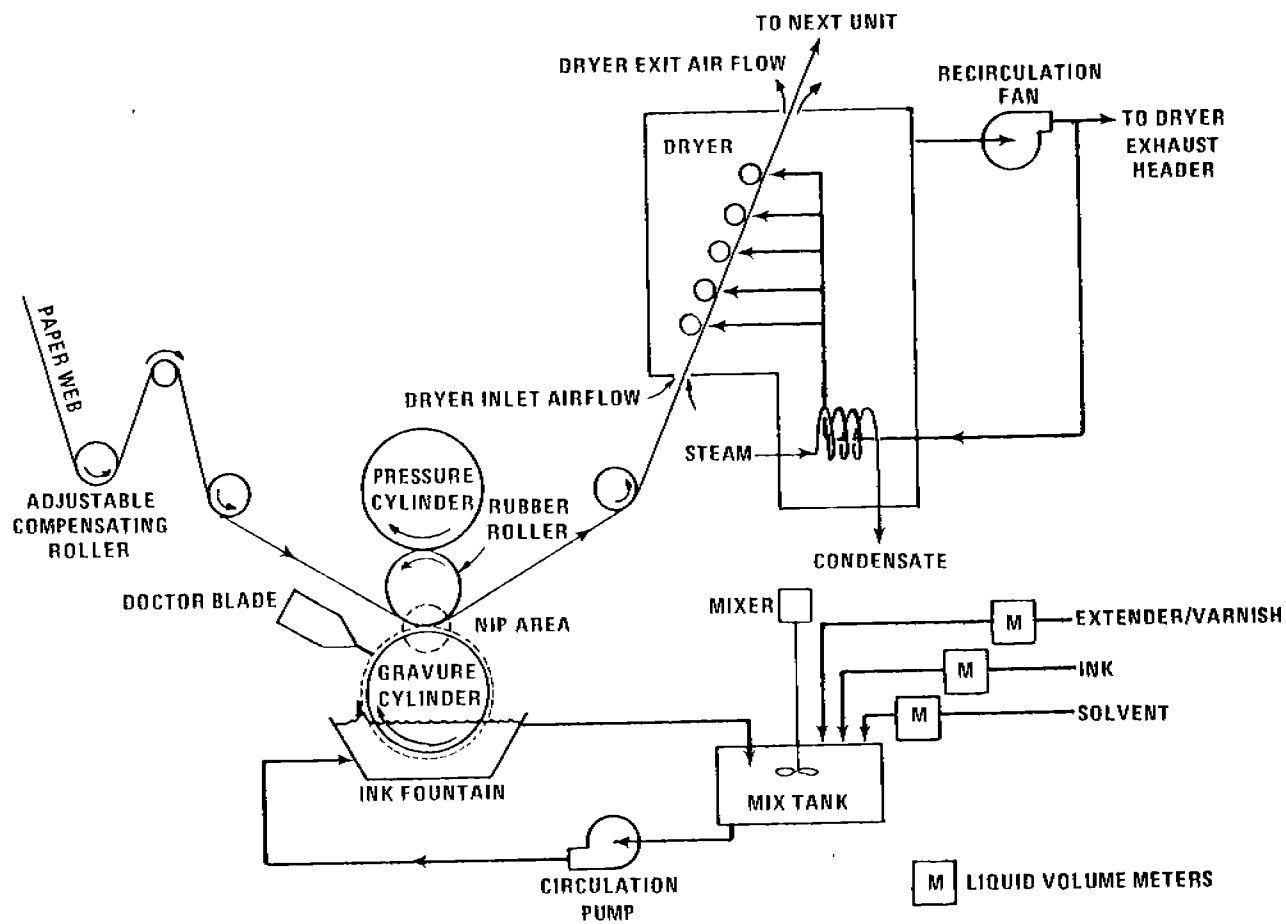 TO NEXT UNIT
DRYER EXIT AIR FLOW
RECIRCULATION
FAN
TO DRYER
EXHAUST
HEADER
DRYER
PAPER WEB
DRYER INLET AIRFLOW
STEAM
PRESSURE
CYLINDER
RUBBER
ROLLER
ADJUSTABLE
COMPENSATING
ROLLER
CONDENSATE
DOCTOR BLADE
NIP AREA
MIXER
M
EXTENDER/VARNISH
M
INK
M
SOLVENT
GRAVURE
CYLINDER
INK FOUNTAIN
MIX TANK
CIRCULATION
PUMP
M LIQUID VOLUME METERS